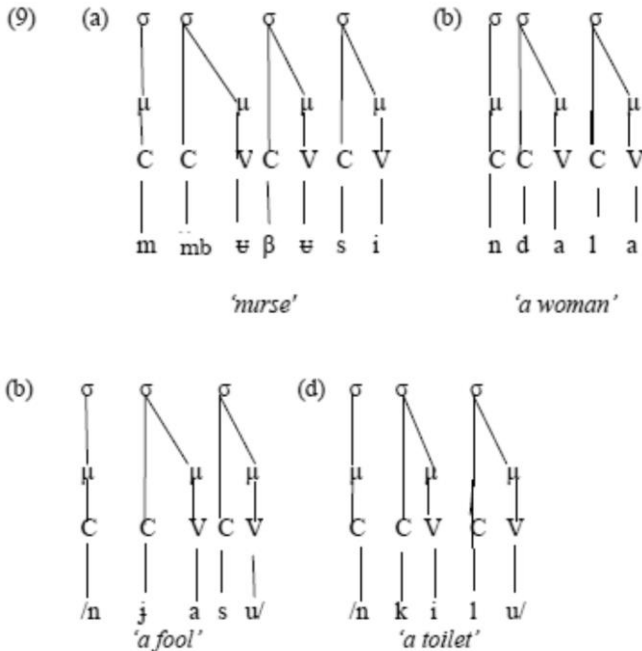 (9) (a) σ σ σ σ (b) σ σ σ
μ μ μ μ μ μ μ
C C V C V C V C C V C V
m mb ʉ β ʉ s i n d a l a
‘nurse’ ‘a woman’
(b) σ σ σ (d) σ σ σ
μ μ μ μ μ μ
C C V C V C C V C V
/n ɟ a s u/ /n k i l u/
‘a fool’ ‘a toilet’